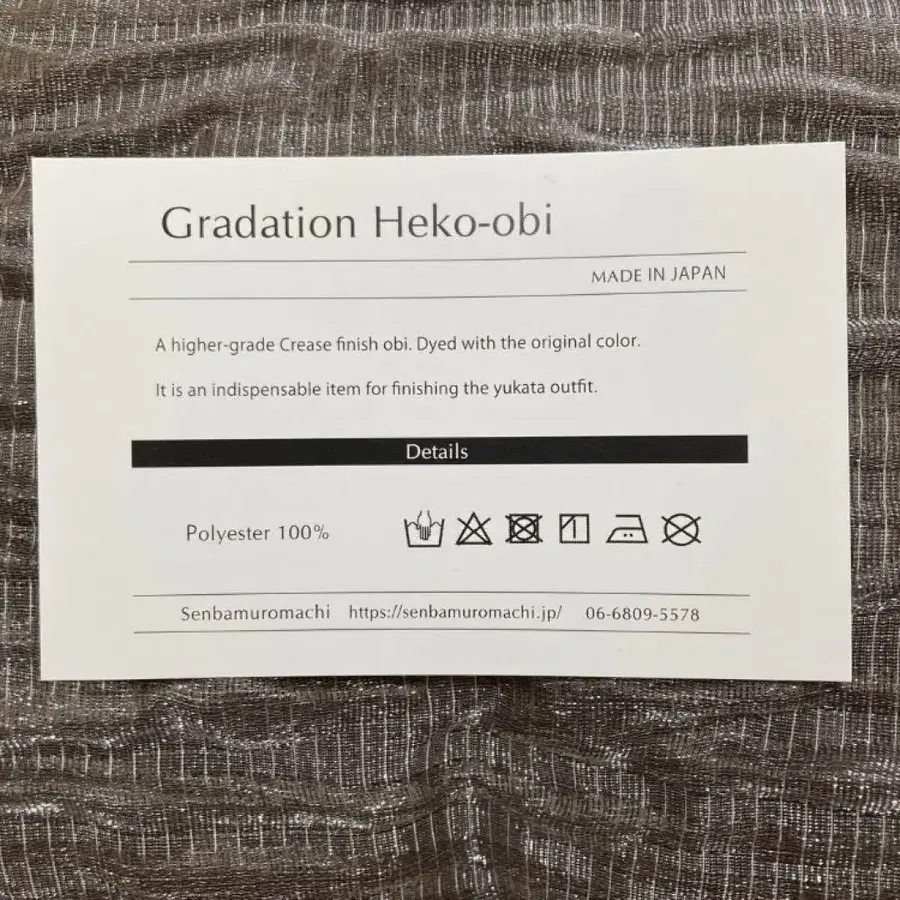 Gradation Heko-obi
MADE IN JAPAN
A higher-grade Crease finish obi. Dyed with the original color.
It is an indispensable item for finishing the yukata outfit.
Details
Polyester 100%
Senbamuromachi https://senbamuromachi.jp/ 06-6809-5578